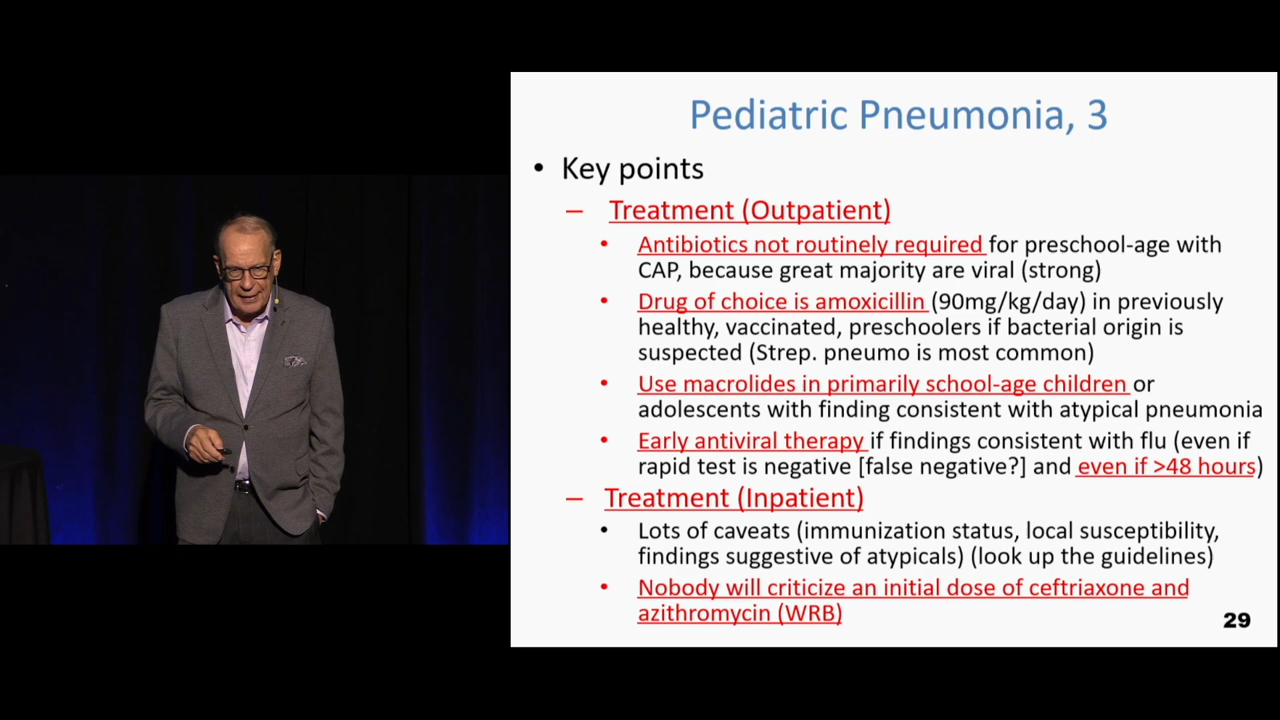 Pediatric Pneumonia, 3
• Key points
– Treatment (Outpatient)
• Antibiotics not routinely required for preschool-age with
CAP, because great majority are viral (strong)
• Drug of choice is amoxicillin (90mg/kg/day) in previously
healthy, vaccinated, preschoolers if bacterial origin is
suspected (Strep. pneumo is most common)
• Use macrolides in primarily school-age children or
adolescents with finding consistent with atypical pneumonia
• Early antiviral therapy if findings consistent with flu (even if
rapid test is negative [false negative?] and even if >48 hours)
– Treatment (Inpatient)
• Lots of caveats (immunization status, local susceptibility,
findings suggestive of atypicals) (look up the guidelines)
• Nobody will criticize an initial dose of ceftriaxone and
azithromycin (WRB)
29